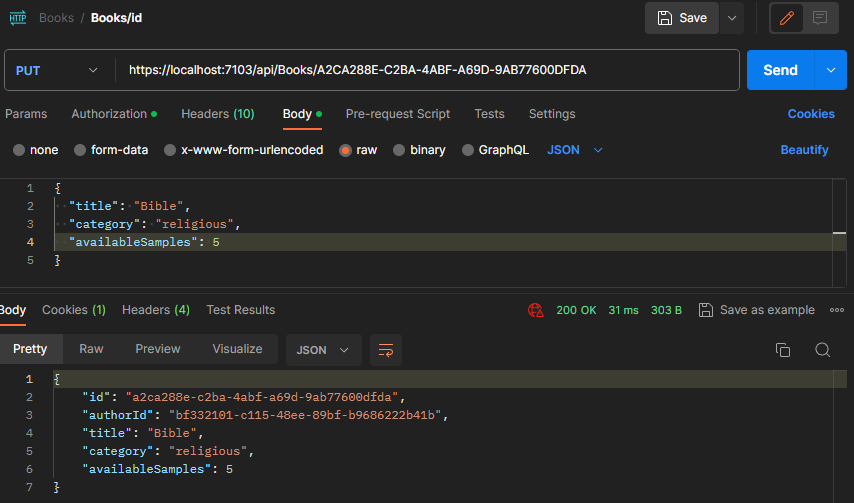 HTTP Books / Books/id Save
PUT https://localhost:7103/api/Books/A2CA288E-C2BA-4ABF-A69D-9AB77600DFDA Send
Params Authorization Headers (10) Body Pre-request Script Tests Settings Cookies
none form-data x-www-form-urlencoded raw binary GraphQL JSON Beautify
1 {
2 "title": "Bible",
3 "category": "religious",
4 "availableSamples": 5
5 }
Body Cookies (1) Headers (4) Test Results 200 OK 31 ms 303 B Save as example
Pretty Raw Preview Visualize JSON
1 {
2 "id": "a2ca288e-c2ba-4abf-a69d-9ab77600dfda",
3 "authorId": "bf332101-c115-48ee-89bf-b9686222b41b",
4 "title": "Bible",
5 "category": "religious",
6 "availableSamples": 5
7 }